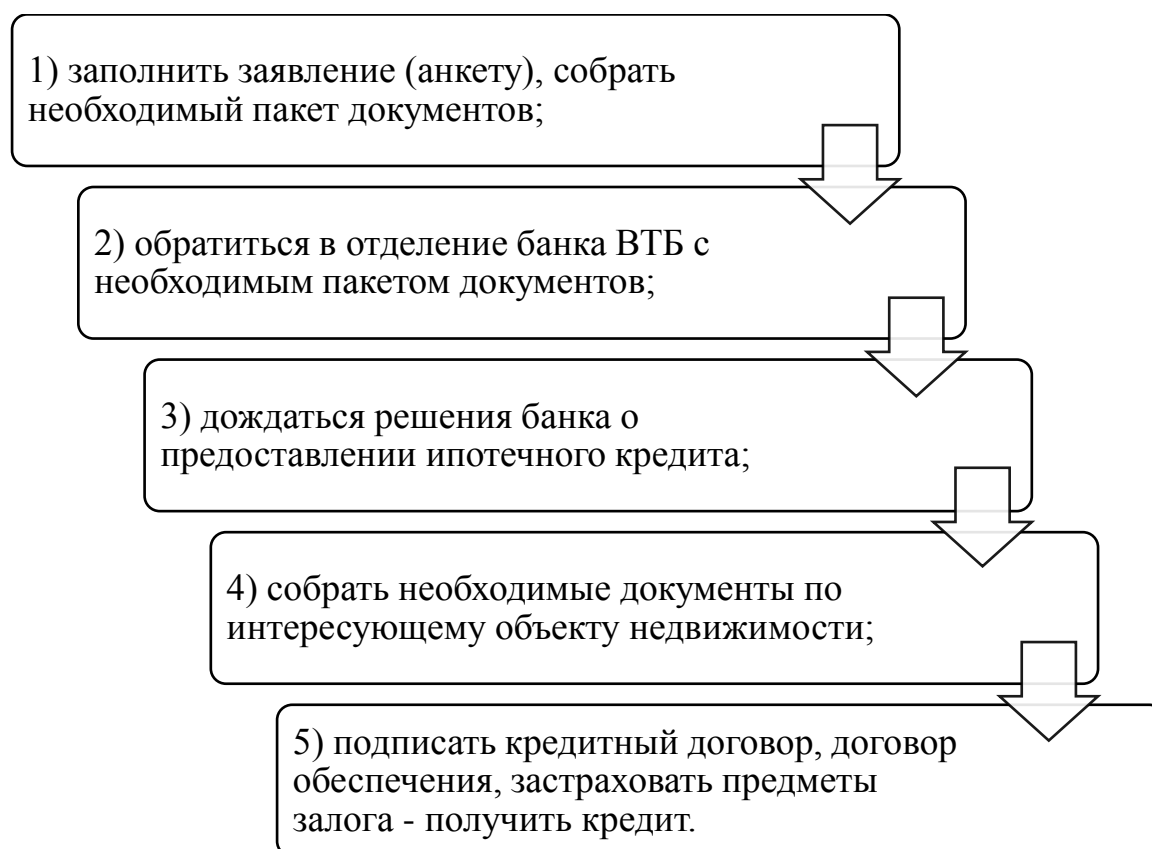 1) заполнить заявление (анкету), собрать
необходимый пакет документов;
2) обратиться в отделение банка ВТБ с
необходимым пакетом документов;
3) дождаться решения банка о
предоставлении ипотечного кредита;
4) собрать необходимые документы по
интересующему объекту недвижимости;
5) подписать кредитный договор, договор
обеспечения, застраховать предметы
залога - получить кредит.